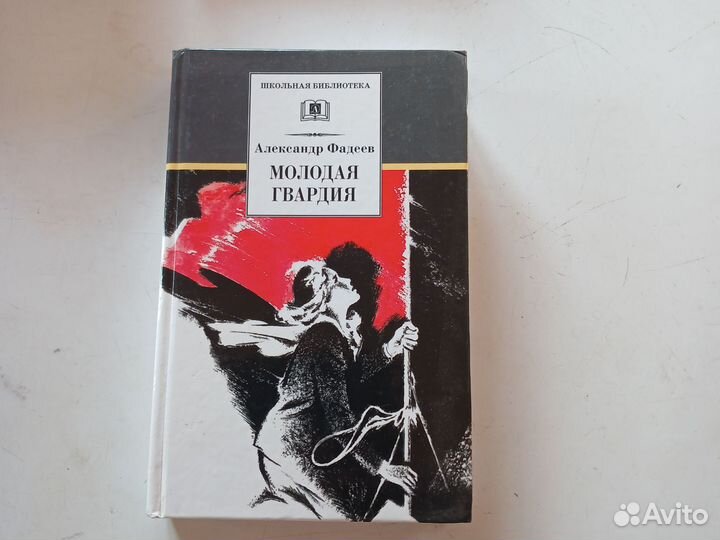 ШКОЛЬНАЯ БИБЛИОТЕКА
Александр Фадеев
МОЛОДАЯ
ГВАРДИЯ
Avito